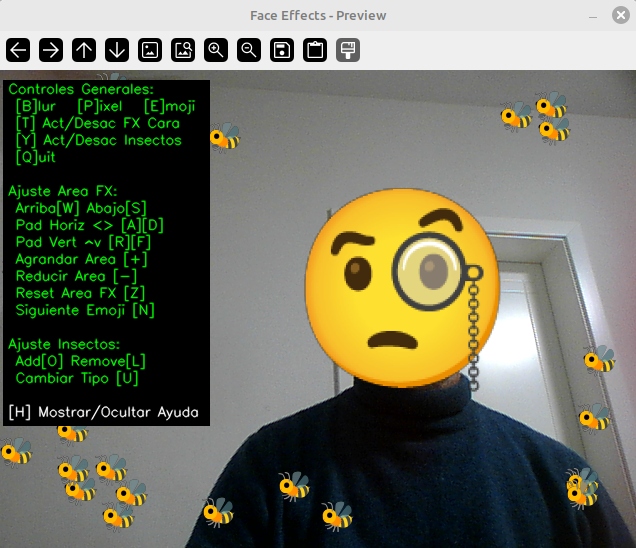 Face Effects - Preview
Controles Generales:
[B]lur [P]ixel [E]moji
[T] Act/Desac FX Cara
[Y] Act/Desac Insectos
[Q]uit
Ajuste Area FX:
Arriba[W] Abajo[S]
Pad Horiz <> [A][D]
Pad Vert ~v [R][F]
Agrandar Area [+]
Reducir Area [-]
Reset Area FX [Z]
Siguiente Emoji [N]
Ajuste Insectos:
Add[O] Remove[L]
Cambiar Tipo [U]
[H] Mostrar/Ocultar Ayuda